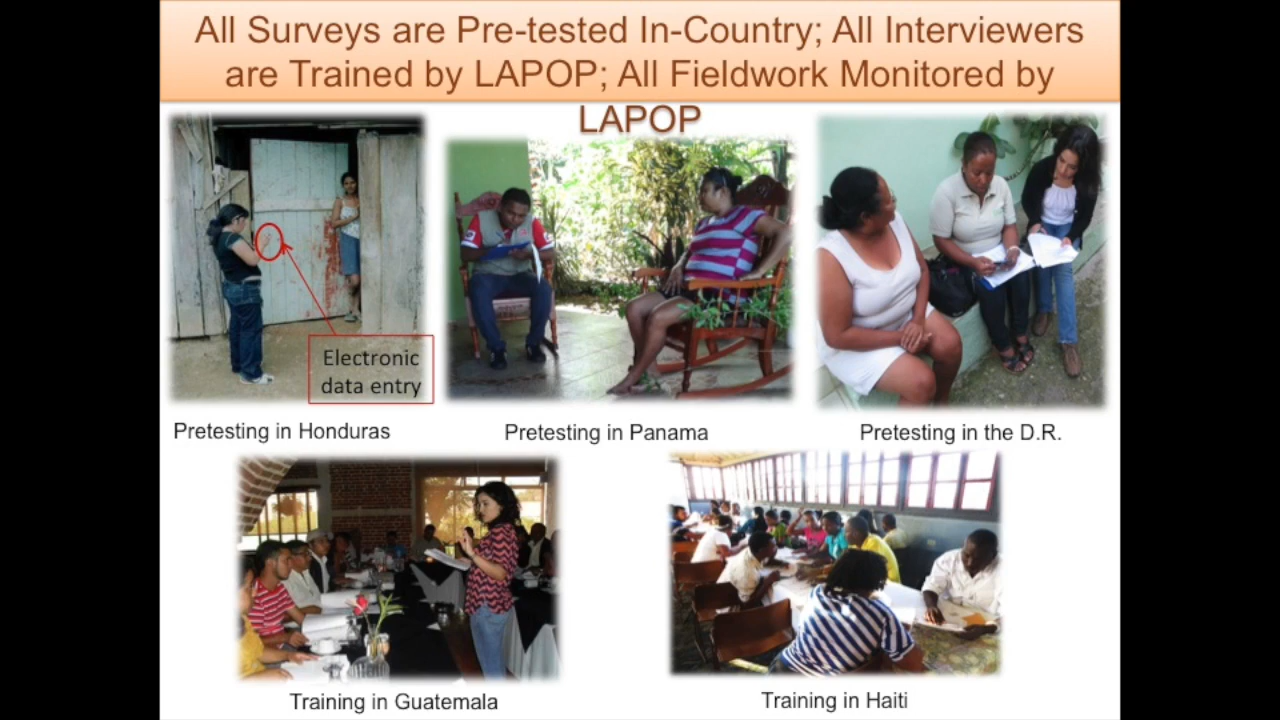 All Surveys are Pre-tested In-Country; All Interviewers
are Trained by LAPOP; All Fieldwork Monitored by
LAPOP
Electronic
data entry
Pretesting in Honduras
Pretesting in Panama
Pretesting in the D.R.
Training in Guatemala
Training in Haiti